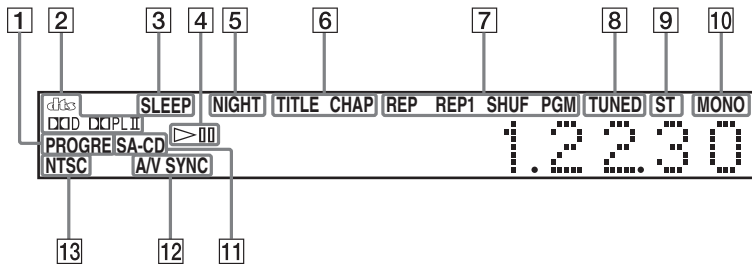 1 2 3 4 5 6 7 8 9 10
dts SLEEP NIGHT TITLE CHAP REP REP1 SHUF PGM TUNED ST MONO
D PLII
PROGRE SA-CD 1.22.30
NTSC A/V SYNC
13 12 11